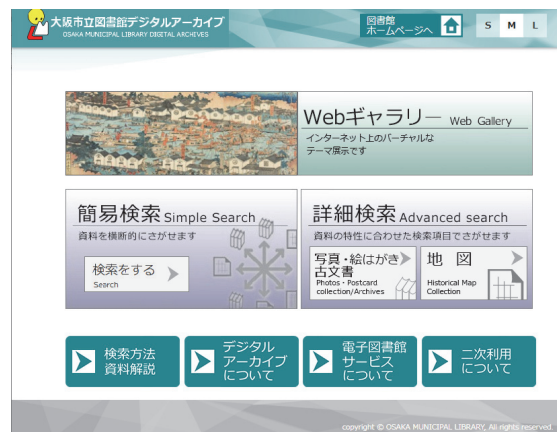 大阪市立図書館デジタルアーカイブ
OSAKA MUNICIPAL LIBRARY DIGITAL ARCHIVES
図書館
ホームページへ
S M L
Webギャラリー Web Gallery
インターネット上のバーチャルな
テーマ展示です
簡易検索 Simple Search
資料を横断的にさがせます
検索をする
Search
詳細検索 Advanced search
資料の特性に合わせた検索項目でさがせます
写真・絵はがき
古文書
Photos・Postcard
collection/Archives
地 図
Historical Map
Collection
検索方法
資料解説
デジタル
アーカイブ
について
電子図書館
サービス
について
二次利用
について
copyright © OSAKA MUNICIPAL LIBRARY, All rights reserved.